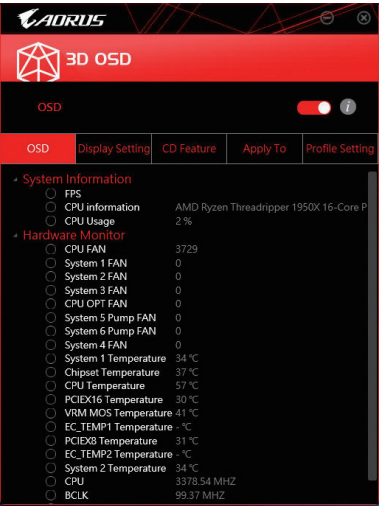 AORUS
3D OSD
OSD
OSD Display Setting CD Feature Apply To Profile Setting
System Information
FPS
CPU information AMD Ryzen Threadripper 1950X 16-Core P
CPU Usage 2 %
Hardware Monitor
CPU FAN 3729
System 1 FAN 0
System 2 FAN 0
System 3 FAN 0
CPU OPT FAN 0
System 5 Pump FAN 0
System 6 Pump FAN 0
System 4 FAN 0
System 1 Temperature 34 °C
Chipset Temperature 37 °C
CPU Temperature 57 °C
PCIEX16 Temperature 30 °C
VRM MOS Temperature 41 °C
EC_TEMP1 Temperature - °C
PCIEX8 Temperature 31 °C
EC_TEMP2 Temperature - °C
System 2 Temperature 34 °C
CPU 3378.54 MHZ
BCLK 99.37 MHZ